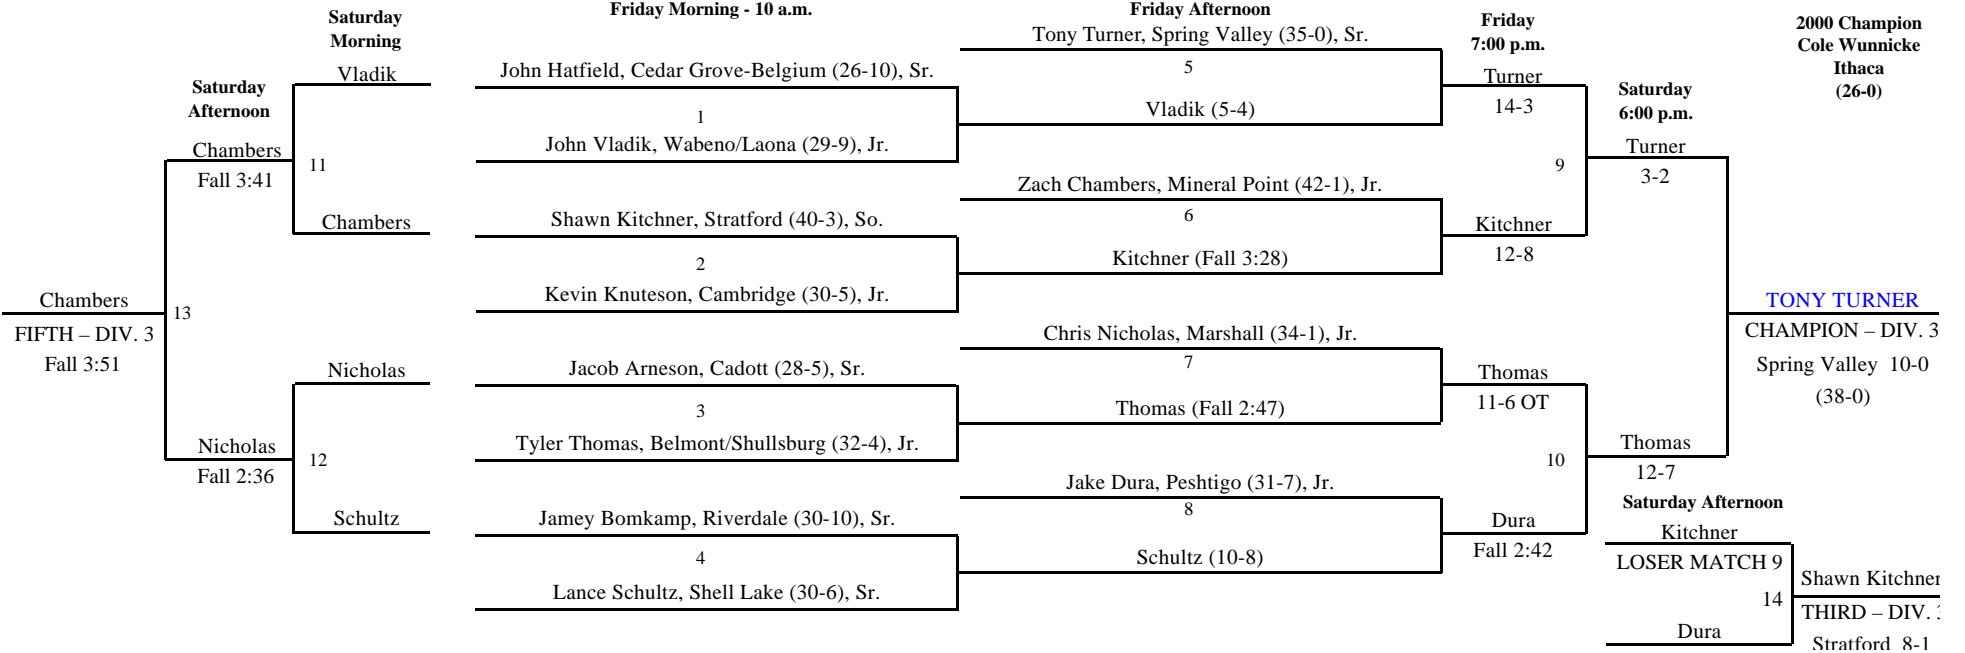 Saturday
Morning
Vladik
Saturday
Afternoon
Chambers
Fall 3:41
11
Chambers
Chambers
FIFTH – DIV. 3
Fall 3:51
13
Nicholas
Nicholas
Fall 2:36
12
Schultz
Friday Morning - 10 a.m.
John Hatfield, Cedar Grove-Belgium (26-10), Sr.
1
John Vladik, Wabeno/Laona (29-9), Jr.
Shawn Kitchner, Stratford (40-3), So.
2
Kevin Knuteson, Cambridge (30-5), Jr.
Jacob Arneson, Cadott (28-5), Sr.
3
Tyler Thomas, Belmont/Shullsburg (32-4), Jr.
Jamey Bomkamp, Riverdale (30-10), Sr.
4
Lance Schultz, Shell Lake (30-6), Sr.
Friday Afternoon
Tony Turner, Spring Valley (35-0), Sr.
5
Vladik (5-4)
Zach Chambers, Mineral Point (42-1), Jr.
6
Kitchner (Fall 3:28)
Chris Nicholas, Marshall (34-1), Jr.
7
Thomas (Fall 2:47)
Jake Dura, Peshtigo (31-7), Jr.
8
Schultz (10-8)
Friday
7:00 p.m.
Turner
14-3
9
Kitchner
12-8
Thomas
11-6 OT
10
Dura
Fall 2:42
Saturday
6:00 p.m.
Turner
3-2
Thomas
12-7
2000 Champion
Cole Wunnicke
Ithaca
(26-0)
TONY TURNER
CHAMPION – DIV. 3
Spring Valley 10-0
(38-0)
Saturday Afternoon
Kitchner
LOSER MATCH 9
14
Dura
Shawn Kitchner
THIRD – DIV. 3
Stratford 8-1